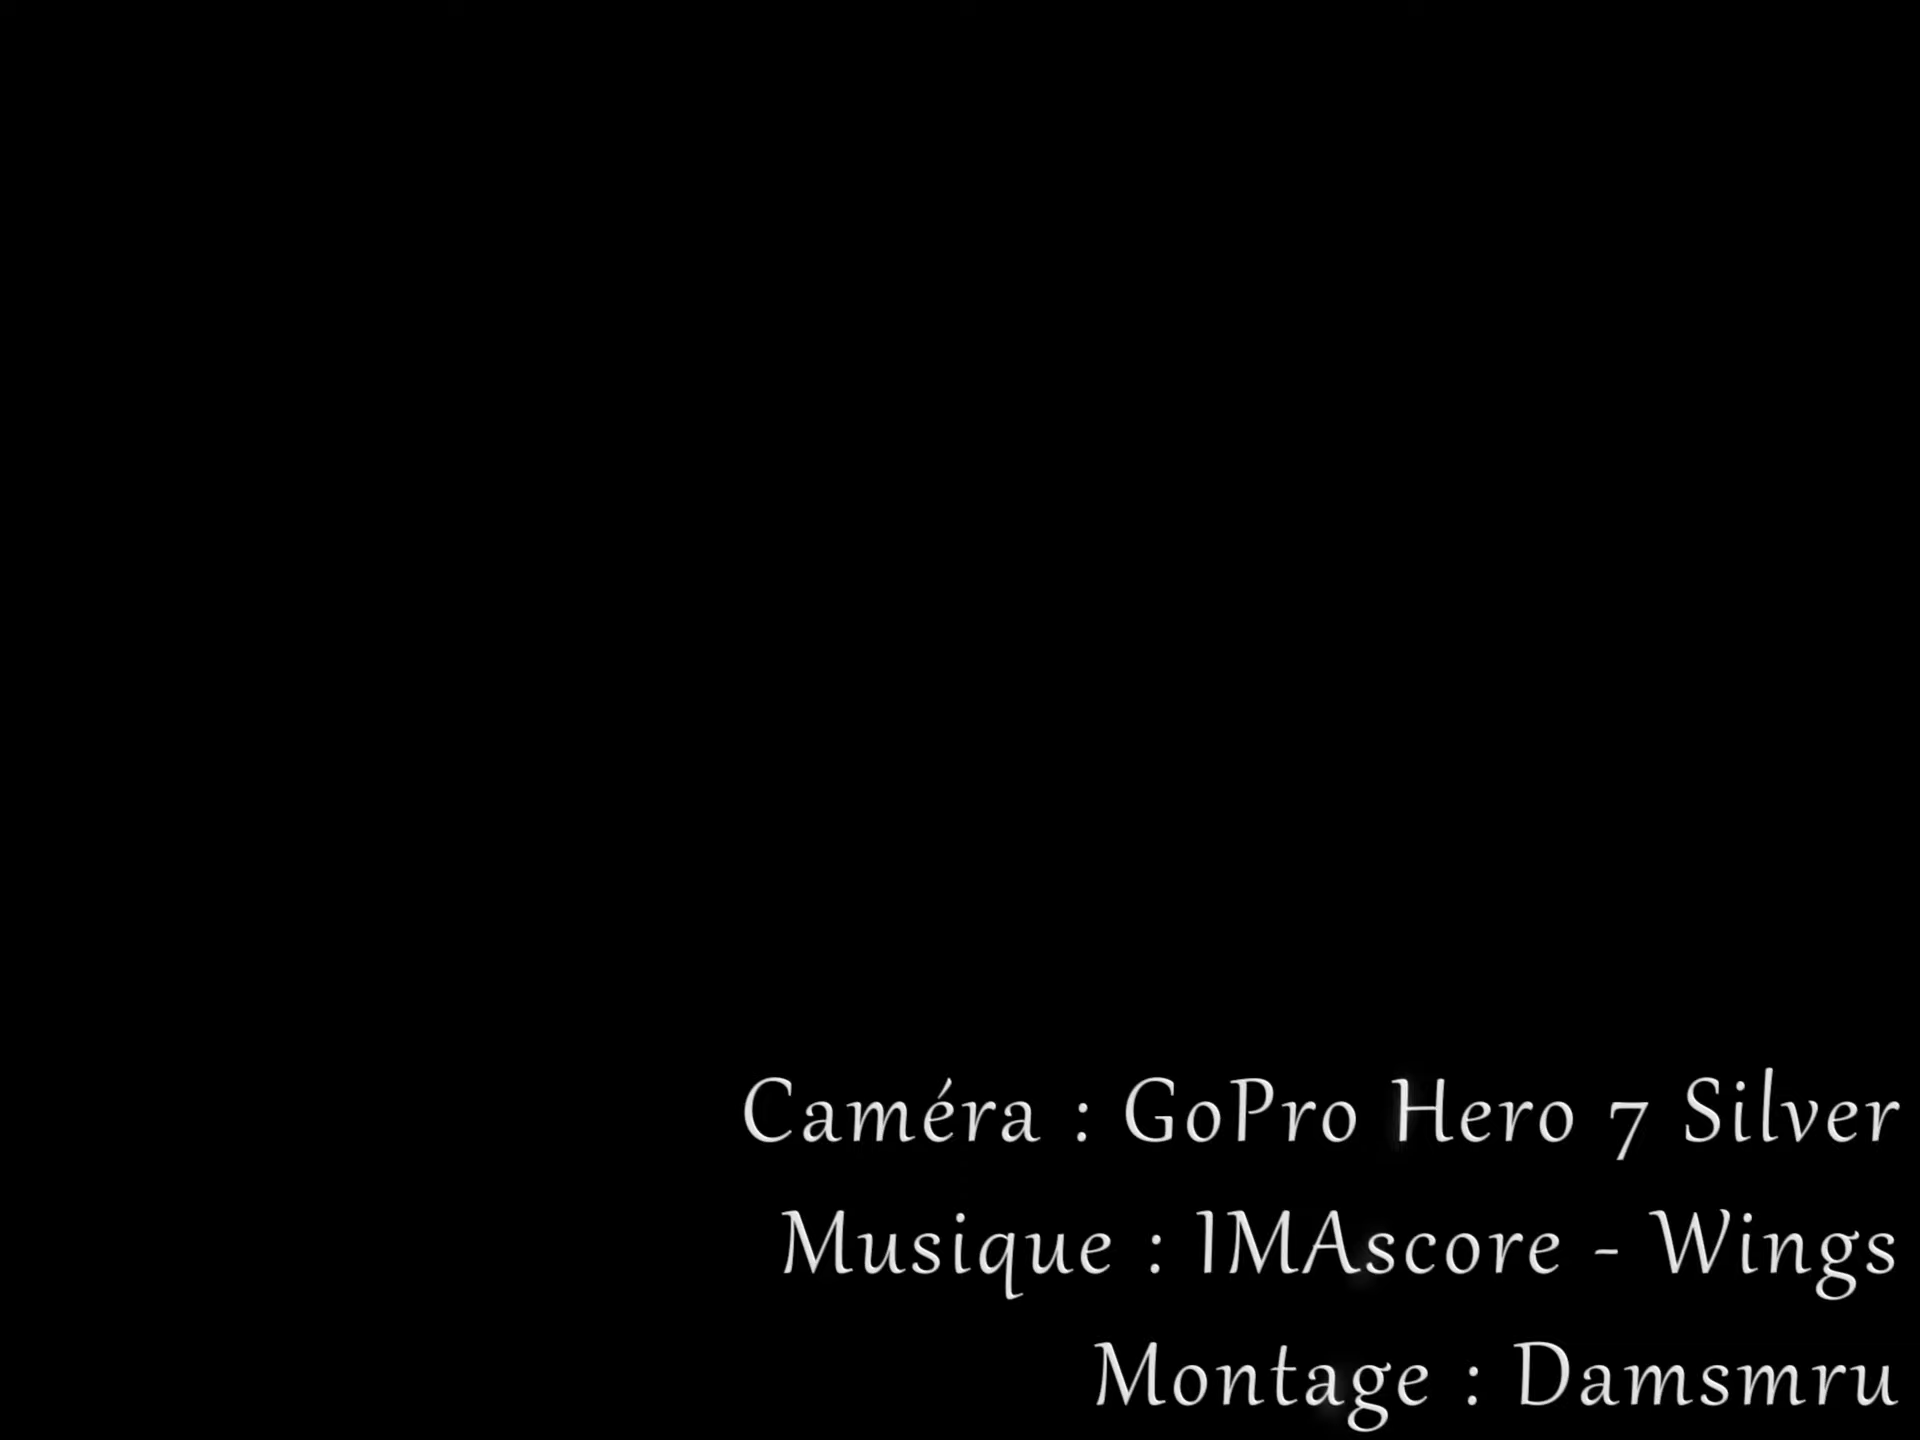 Caméra : GoPro Hero 7 Silver
Musique : IMAscore - Wings
Montage : Damsmru